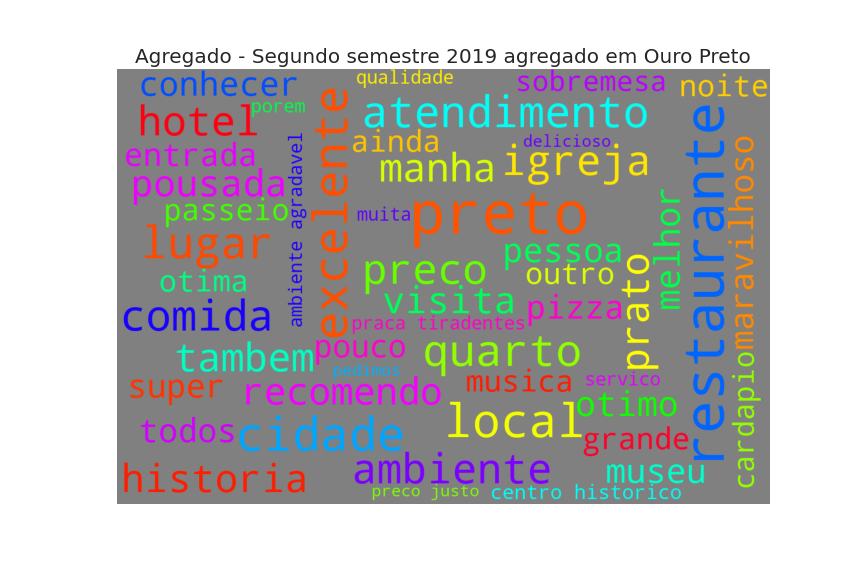 Agregado - Segundo semestre 2019 agregado em Ouro Preto
conhecer
qualidade
sobremesa
noite
porem
hotel
excelente
atendimento
restaurante
ainda
delicioso
entrada
ambiente agradavel
manha
igreja
maravilhoso
pousada
passeio
muita
preto
melhor
lugar
pessoa
otima
preco
outro
prato
comida
visita
pizza
praca tiradentes
tambem
pouco
quarto
cardapio
pedimos
super
recomendo
musica
servico
otimo
todos
cidade
local
grande
historia
ambiente
museu
preco justo
centro historico